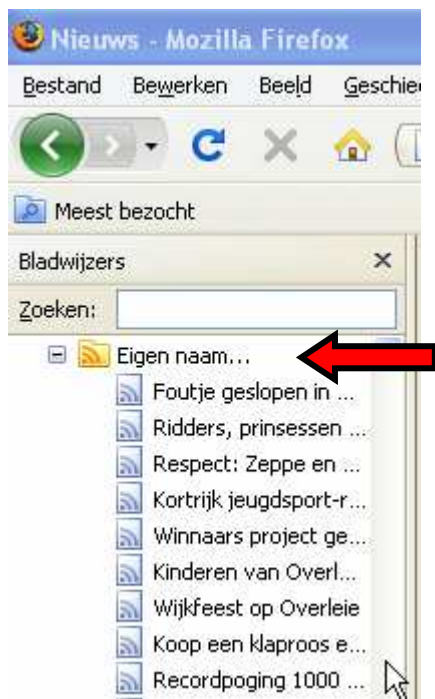 Nieuws - Mozilla Firefox
Bestand Bewerken Beeld Geschie
Meest bezocht
Bladwijzers
Zoeken:
Eigen naam...
Foutje geslopen in ...
Ridders, prinsessen ...
Respect: Zeppe en ...
Kortrijk jeugdsport-r...
Winnaars project ge...
Kinderen van Overl...
Wijkfeest op Overleie
Koop een klaproos e...
Recordpoging 1000 ...